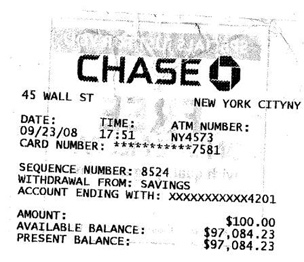 CHASE
45 WALL ST NEW YORK CITYNY
DATE: TIME: ATM NUMBER:
09/23/08 17:51 NY4573
CARD NUMBER: ***********7581
SEQUENCE NUMBER: 8524
WITHDRAWAL FROM: SAVINGS
ACCOUNT ENDING WITH: XXXXXXXXXXXX4201
AMOUNT: $100.00
AVAILABLE BALANCE: $97,084.23
PRESENT BALANCE: $97,084.23